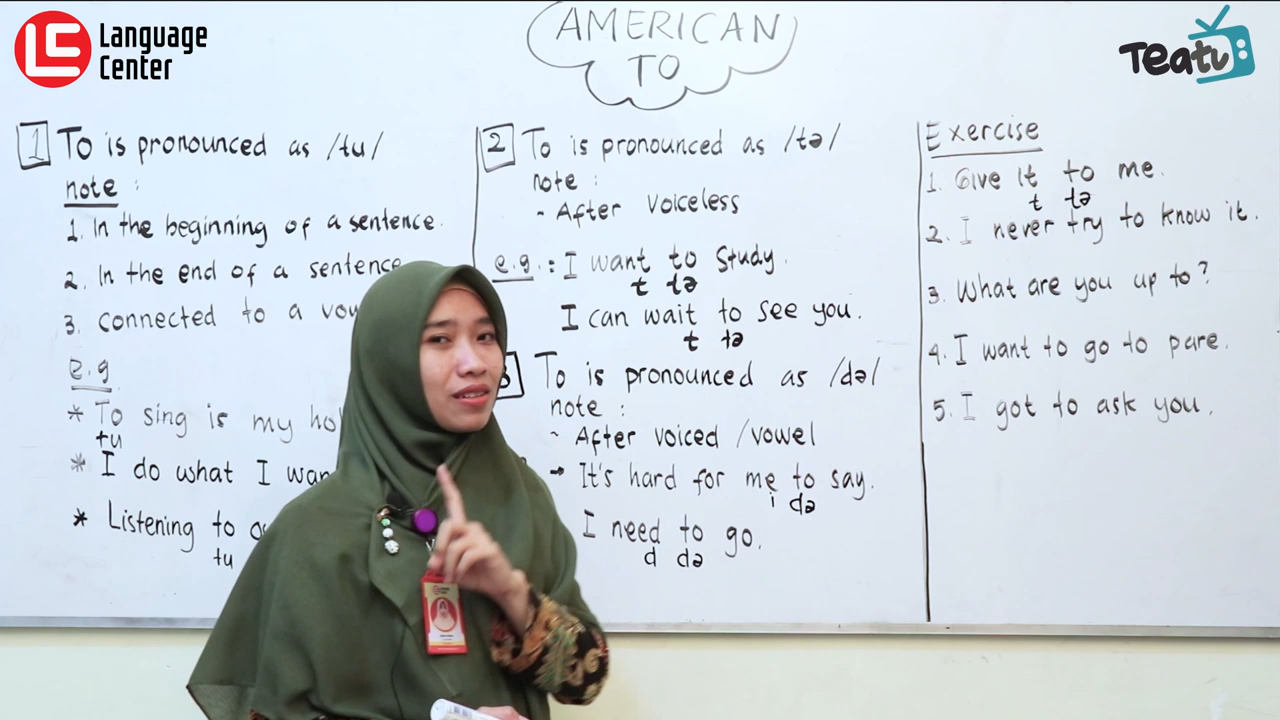 LC Language Center
TEatv
AMERICAN
TO
1 To is pronounced as /tu/
note :
1. In the beginning of a sentence.
2. In the end of a sentence
3. connected to a vow
e.g
* To sing is my ho
tu
* I do what I wan
* Listening to
tu
2 To is pronounced as /tə/
note :
- After voiceless
e.g. : I want to study.
t tə
I can wait to see you.
t tə
3 To is pronounced as /də/
note :
- After voiced /vowel
→ It's hard for me to say.
i də
I need to go.
d də
Exercise
1. Give it to me.
t tə
2. I never try to know it.
3. What are you up to?
4. I want to go to pare.
5. I got to ask you.